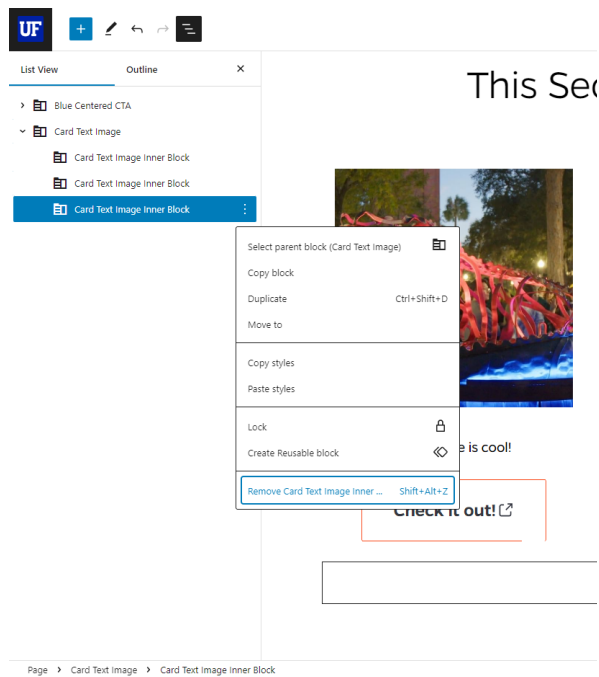 UF
List View
Outline
This Sec
Blue Centered CTA
Card Text Image
Card Text Image Inner Block
Card Text Image Inner Block
Card Text Image Inner Block
Select parent block (Card Text Image)
Copy block
Duplicate Ctrl+Shift+D
Move to
Copy styles
Paste styles
Lock
e is cool!
Create Reusable block
Remove Card Text Image Inner ... Shift+Alt+Z
Check it out!
Page > Card Text Image > Card Text Image Inner Block